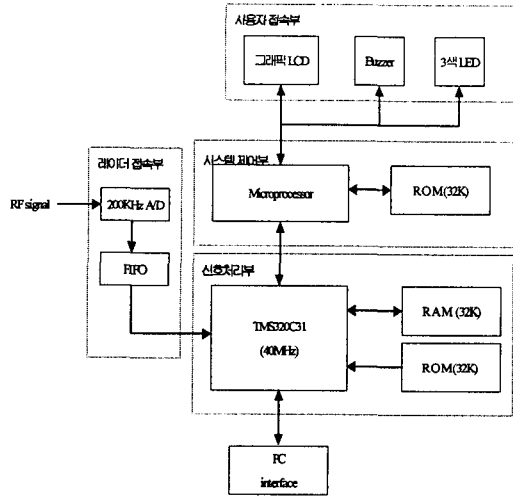 사용자 접속부
그래픽 LCD
Buzzer
3색 LED
시스템 제어부
레이더 접속부
Microprocessor
ROM(32K)
RF signal
200KHz A/D
FIFO
신호처리부
TMS320C31
(40MHz)
RAM (32K)
ROM(32K)
PC
interface